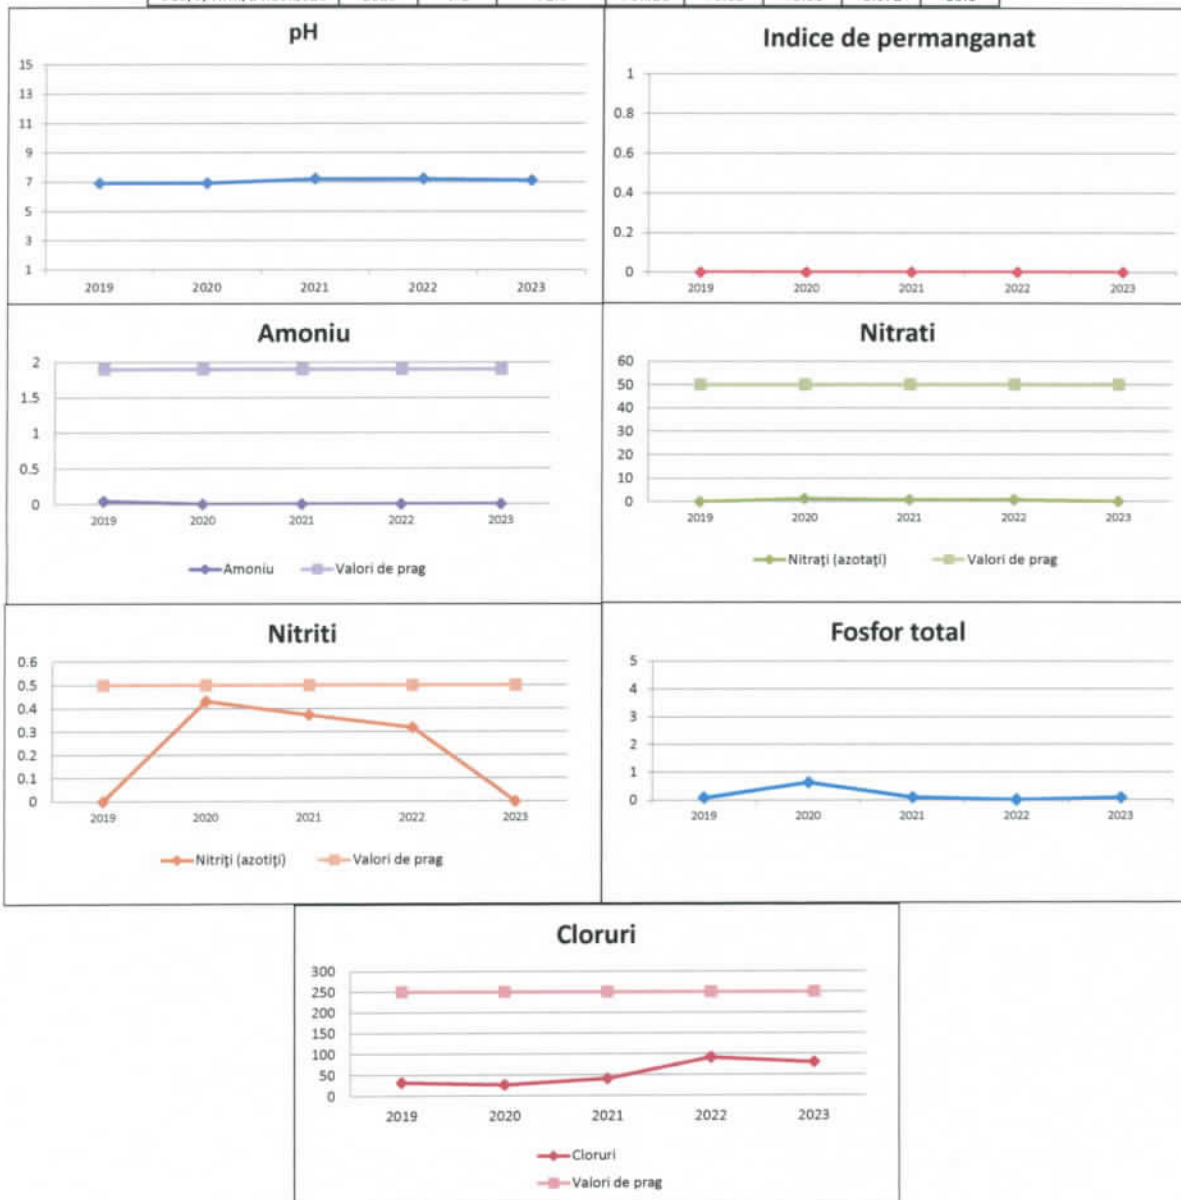 pH
15
13
11
9
7
5
3
1
2019 2020 2021 2022 2023
Indice de permanganat
1
0.8
0.6
0.4
0.2
0
2019 2020 2021 2022 2023
Amoniu
2
1.5
1
0.5
0
2019 2020 2021 2022 2023
Amoniu Valori de prag
Nitrati
60
50
40
30
20
10
0
2019 2020 2021 2022 2023
Nitrați (azotați) Valori de prag
Nitriti
0.6
0.5
0.4
0.3
0.2
0.1
0
2019 2020 2021 2022 2023
Nitriți (azotiți) Valori de prag
Fosfor total
5
4
3
2
1
0
2019 2020 2021 2022 2023
Cloruri
300
250
200
150
100
50
0
2019 2020 2021 2022 2023
Cloruri
Valori de prag